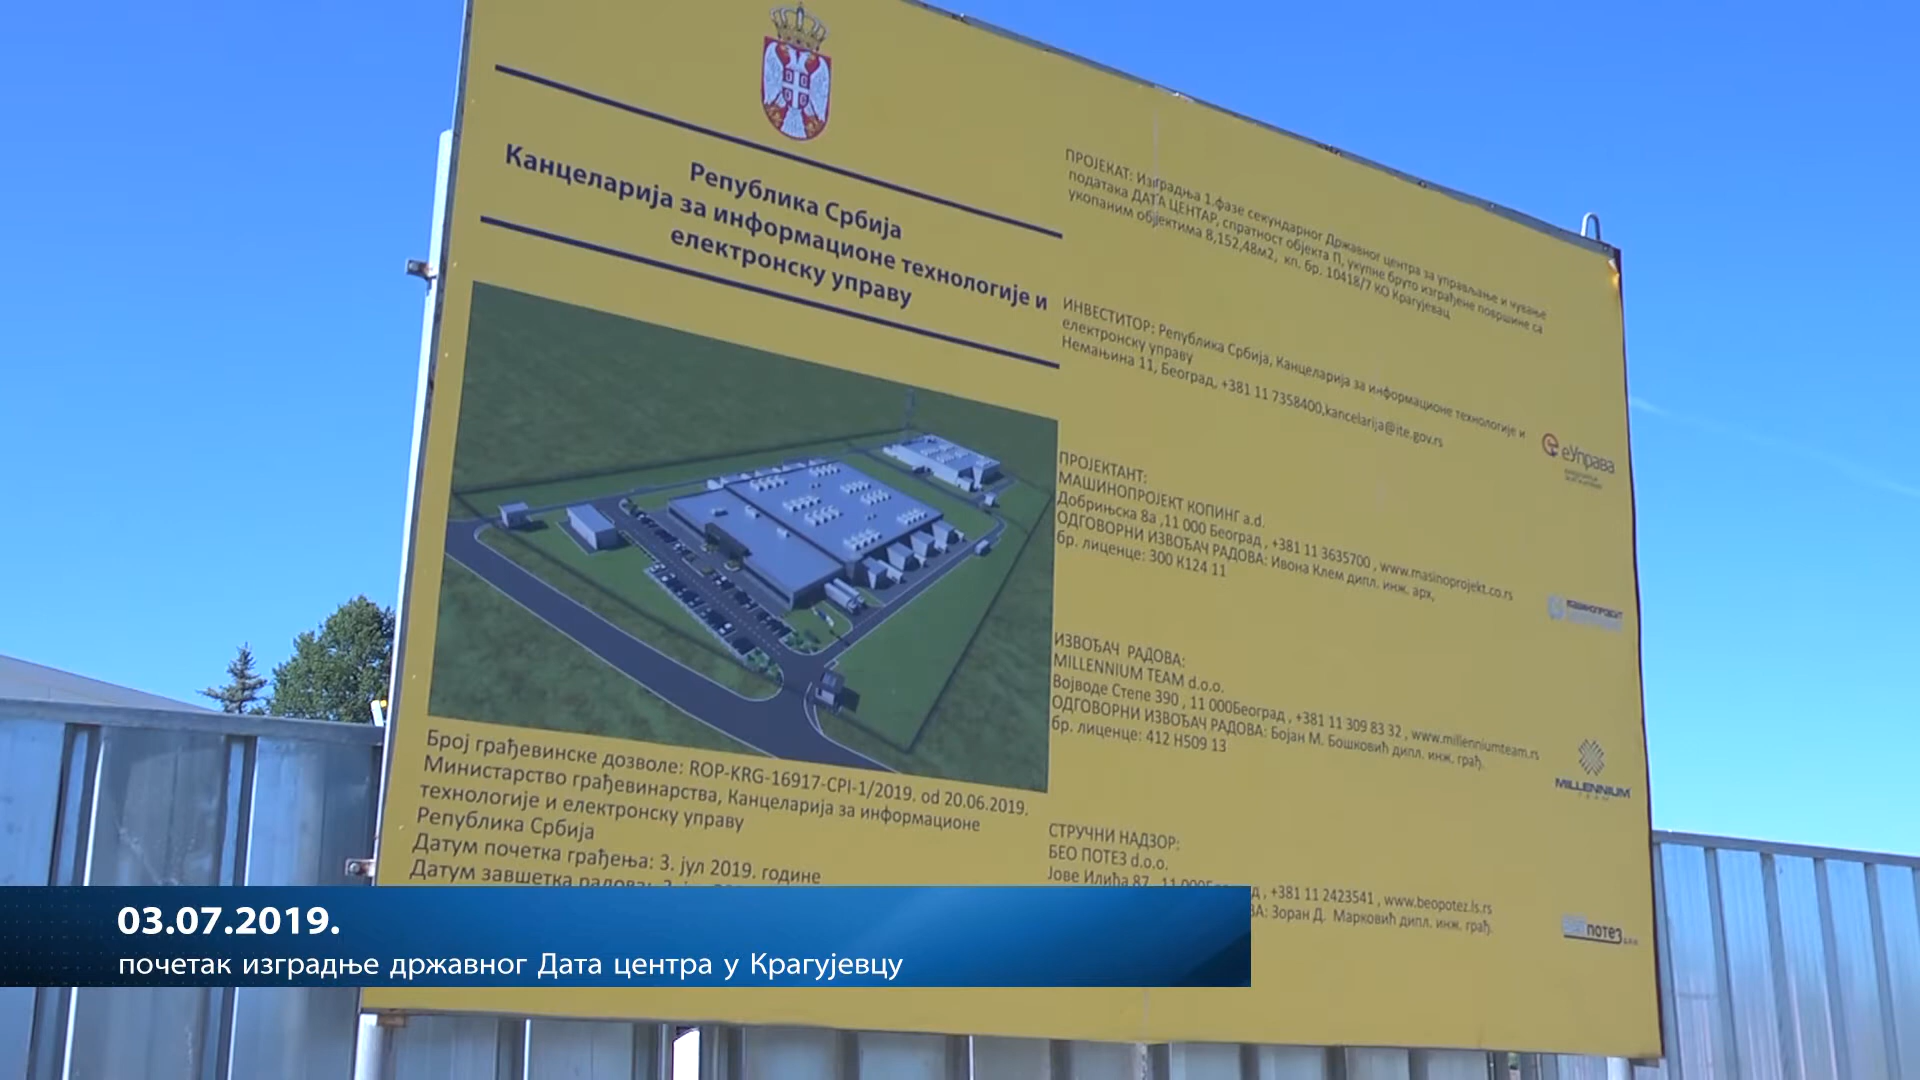 Република Србија
Канцеларија за информационе технологије и
електронску управу
Број грађевинске дозволе: ROP-KRG-16917-CPI-1/2019. od 20.06.2019.
Министарство грађевинарства, Канцеларија за информационе
технологије и електронску управу
Република Србија
Датум почетка грађења: 3. јул 2019. године
Датум завшетка радова:
ПРОЈЕКАТ: Изградња 1.фазе секундарног Државног центра за управљање и чување
података ДАТА ЦЕНТАР, спратност објекта П, укупне бруто изграђене површине са
укопаним објектима 8,152,48м2, кп. бр. 10418/7 КО Крагујевац
ИНВЕСТИТОР: Република Србија, Канцеларија за информационе технологије и
електронску управу
Немањина 11, Београд, +381 11 7358400,kancelarija@ite.gov.rs
еУправа
ПРОЈЕКТАНТ:
МАШИНОПРОЈЕКТ КОПИНГ a.d.
Добрињска 8а ,11 000 Београд , +381 11 3635700 , www.masinoprojekt.co.rs
ОДГОВОРНИ ИЗВОЂАЧ РАДОВА: Ивона Клем дипл. инж. арх,
бр. лиценце: 300 К124 11
ИЗВОЂАЧ РАДОВА:
MILLENNIUM TEAM d.o.o.
Војводе Степе 390 , 11 000Београд , +381 11 309 83 32 , www.millenniumteam.rs
ОДГОВОРНИ ИЗВОЂАЧ РАДОВА: Бојан М. Бошковић дипл. инж. грађ.
бр. лиценце: 412 Н509 13
MILLENNIUM
TEAM
СТРУЧНИ НАДЗОР:
БЕО ПОТЕЗ d.o.o.
Јове Илића 87 , 11 000 , +381 11 2423541 , www.beopotez.ls.rs
Зоран Д. Марковић дипл. инж. грађ.
потез
03.07.2019.
почетак изградње државног Дата центра у Крагујевцу